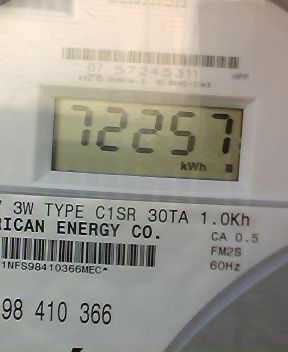 07 57245311
72257
kWh
3W TYPE C1SR 30TA 1.0Kh
RICAN ENERGY CO.
CA 0.5
FM2S
60Hz
1NFS98410366MEC*
98 410 366